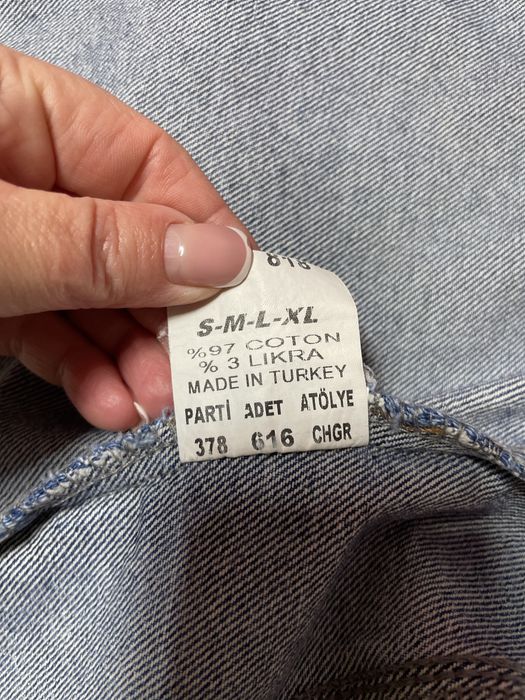 S-M-L-XL
%97 COTON
% 3 LIKRA
MADE IN TURKEY
PARTİ ADET ATÖLYE
378 616 CHGR